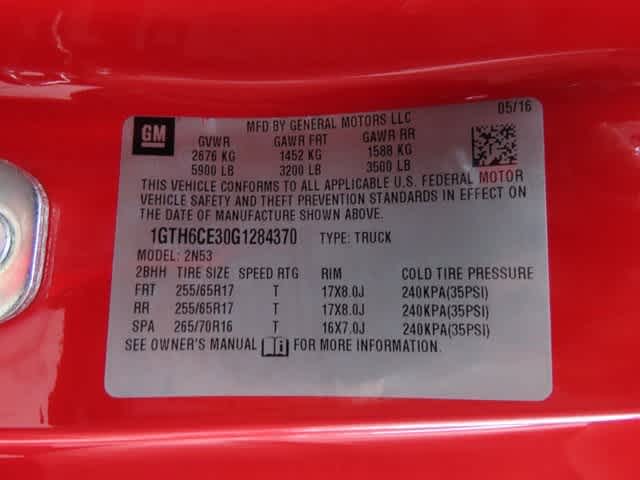 05/16
GM
MFD BY GENERAL MOTORS LLC
GVWR GAWR FRT GAWR RR
2676 KG 1452 KG 1588 KG
5900 LB 3200 LB 3500 LB
THIS VEHICLE CONFORMS TO ALL APPLICABLE U.S. FEDERAL MOTOR
VEHICLE SAFETY AND THEFT PREVENTION STANDARDS IN EFFECT ON
THE DATE OF MANUFACTURE SHOWN ABOVE.
1GTH6CE30G1284370 TYPE: TRUCK
MODEL: 2N53
2BHH TIRE SIZE SPEED RTG RIM COLD TIRE PRESSURE
FRT 255/65R17 T 17X8.0J 240KPA(35PSI)
RR 255/65R17 T 17X8.0J 240KPA(35PSI)
SPA 265/70R16 T 16X7.0J 240KPA(35PSI)
SEE OWNER'S MANUAL i FOR MORE INFORMATION.